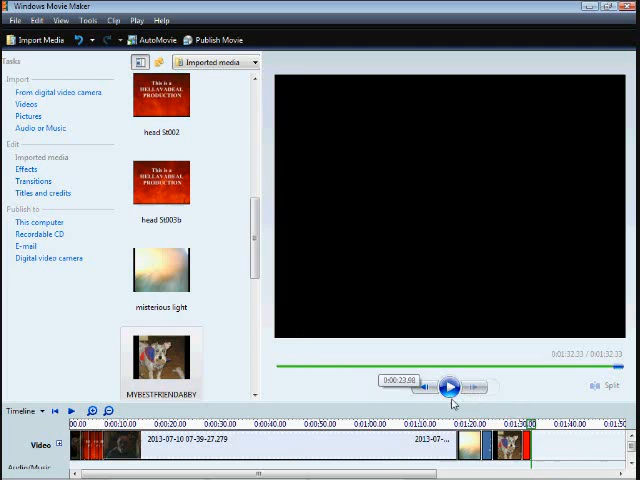 Windows Movie Maker
File Edit View Tools Clip Play Help
Import Media AutoMovie Publish Movie
Tasks
Imported media
Import
From digital video camera
Videos
Pictures
Audio or Music
Edit
Imported media
Effects
Transitions
Titles and credits
Publish to
This computer
Recordable CD
E-mail
Digital video camera
This is a
HELLAVADEAL
PRODUCTION
head St002
This is a
HELLAVADEAL
PRODUCTION
head St003b
misterious light
MYBESTFRIENDABBY
0:01:32.33 / 0:01:32.33
0:00:23.98
Split
Timeline
00.00 0:00:10.00 0:00:20.00 0:00:30.00 0:00:40.00 0:00:50.00 0:01:00.00 0:01:10.00 0:01:20.00 0:01:30.00 0:01:40.00 0:01:50
Video
2013-07-10 07-39-27.279
2013-07-...
Audio/Music